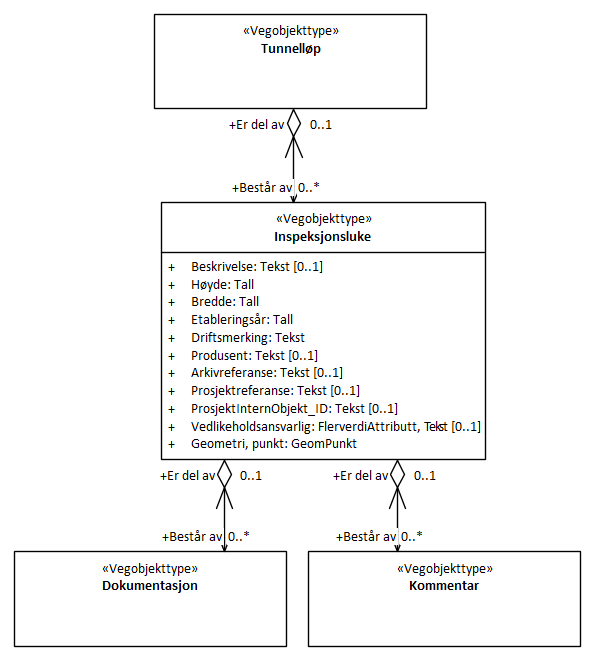 «Vegobjekttype»
Tunnelløp
+Er del av 0..1
+Består av 0..*
«Vegobjekttype»
Inspeksjonsluke
+ Beskrivelse: Tekst [0..1]
+ Høyde: Tall
+ Bredde: Tall
+ Etableringsår: Tall
+ Driftsmerking: Tekst
+ Produsent: Tekst [0..1]
+ Arkivreferanse: Tekst [0..1]
+ Prosjektreferanse: Tekst [0..1]
+ ProsjektInternObjekt_ID: Tekst [0..1]
+ Vedlikeholdsansvarlig: FlerverdiAttributt, Tekst [0..1]
+ Geometri, punkt: GeomPunkt
+Er del av 0..1 +Er del av 0..1
+Består av 0..* +Består av 0..*
«Vegobjekttype»
Dokumentasjon
«Vegobjekttype»
Kommentar